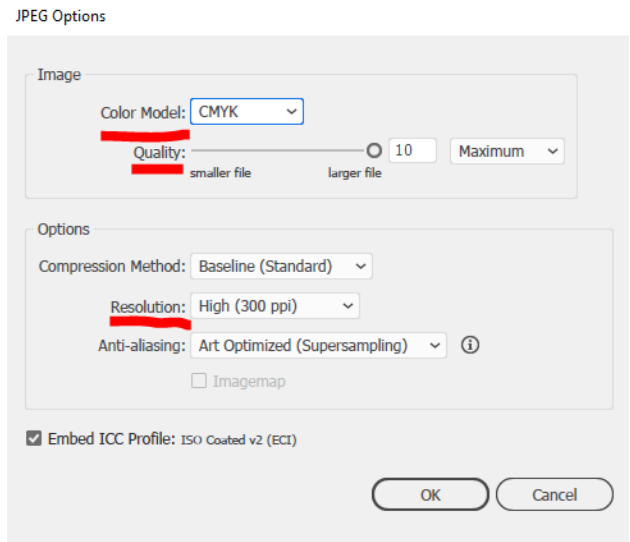 JPEG Options
Image
Color Model: CMYK
Quality: 10 Maximum
smaller file larger file
Options
Compression Method: Baseline (Standard)
Resolution: High (300 ppi)
Anti-aliasing: Art Optimized (Supersampling)
Imagemap
Embed ICC Profile: ISO Coated v2 (ECI)
OK Cancel